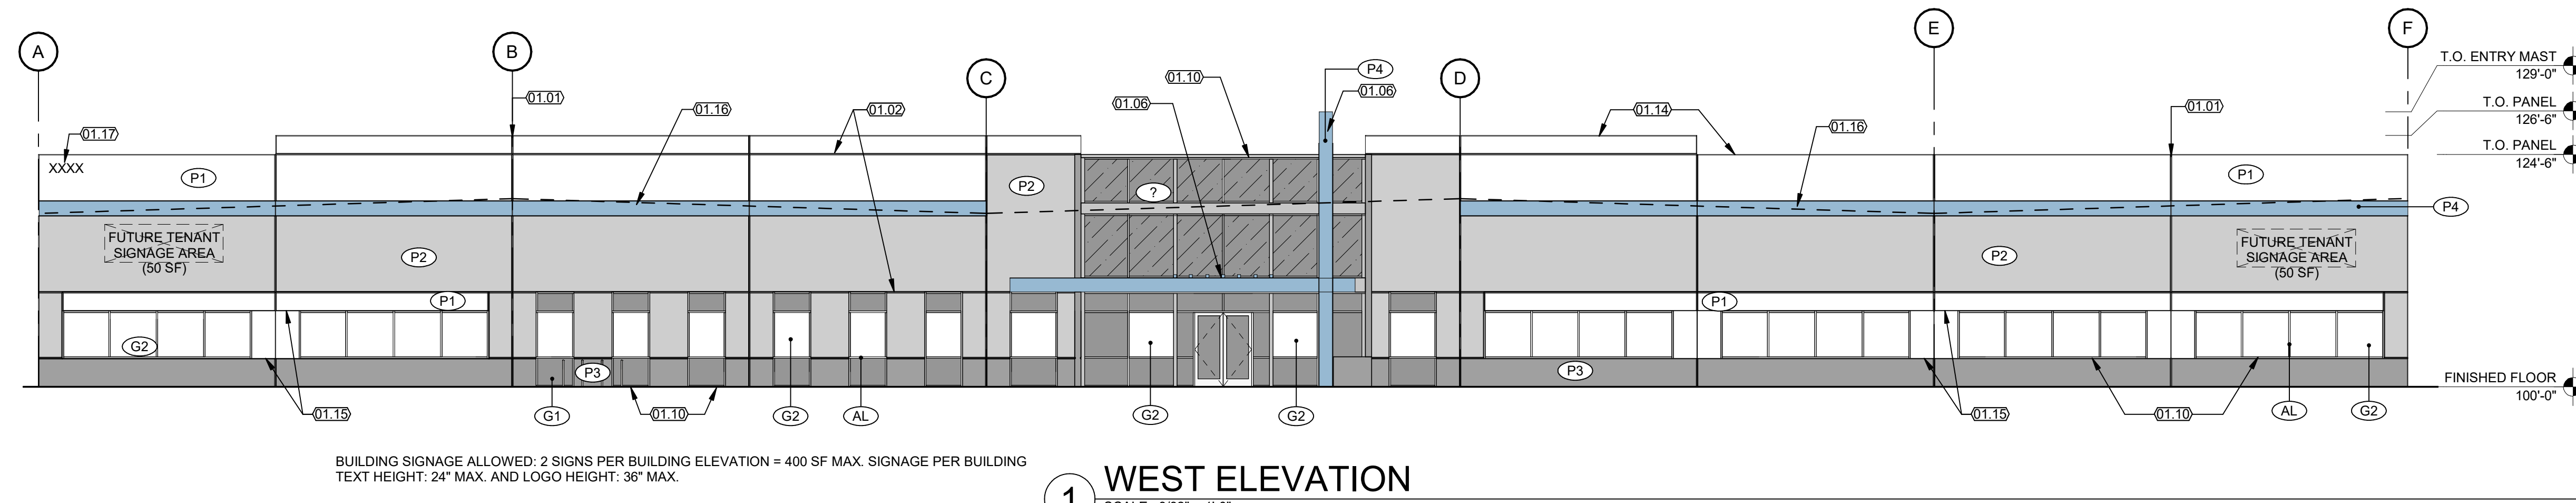 A
B
C
D
E
F
T.O. ENTRY MAST
129'-0"
T.O. PANEL
126'-6"
T.O. PANEL
124'-6"
FINISHED FLOOR
100'-0"
01.17
01.01
01.16
01.02
01.10
01.06
P4
01.06
01.14
01.16
01.01
XXXX
P1
P2
?
P1
P4
FUTURE TENANT
SIGNAGE AREA
(50 SF)
P2
P2
FUTURE TENANT
SIGNAGE AREA
(50 SF)
P1
P1
G2
P3
P3
01.15
G1
01.10
G2
AL
G2
G2
01.15
01.10
AL
G2
BUILDING SIGNAGE ALLOWED: 2 SIGNS PER BUILDING ELEVATION = 400 SF MAX. SIGNAGE PER BUILDING
TEXT HEIGHT: 24" MAX. AND LOGO HEIGHT: 36" MAX.
1
WEST ELEVATION